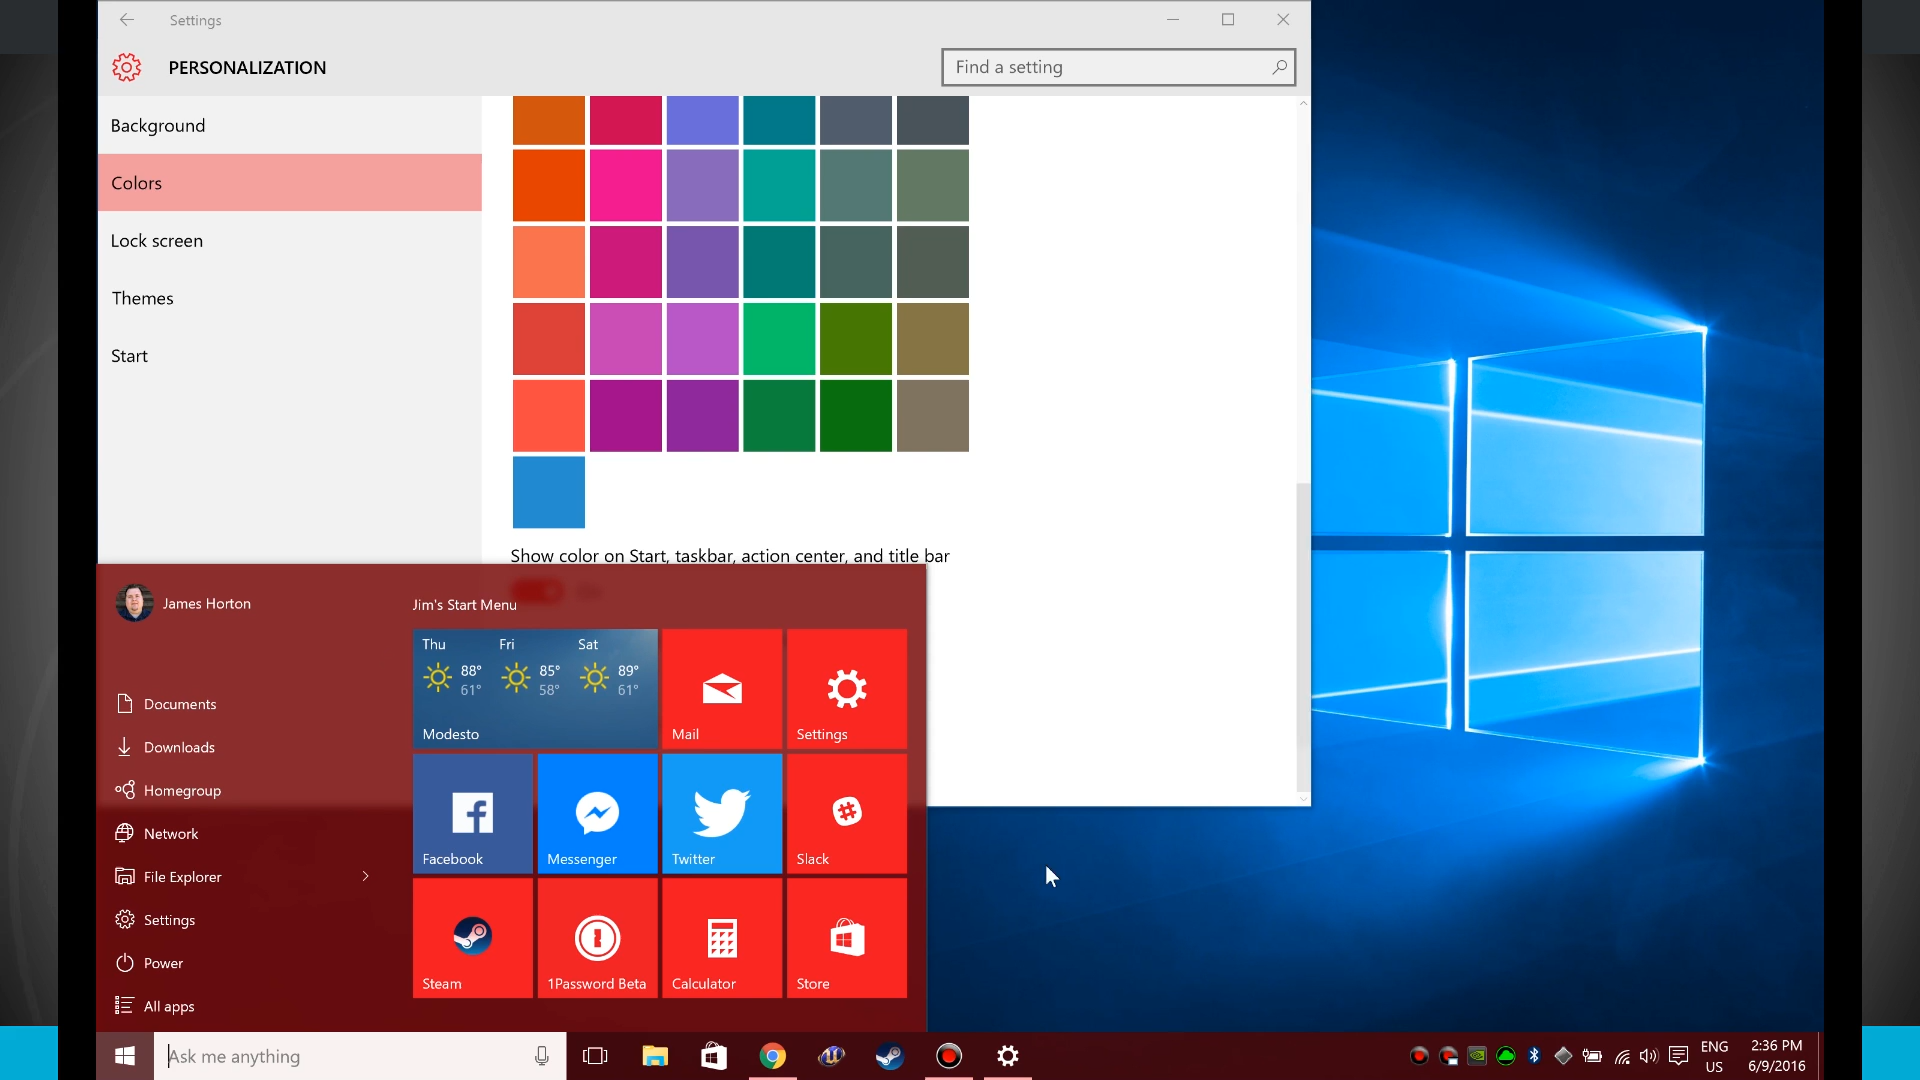 Settings
PERSONALIZATION
Find a setting
Background
Colors
Lock screen
Themes
Start
Show color on Start, taskbar, action center, and title bar
James Horton
Jim's Start Menu
Documents
Downloads
Homegroup
Network
File Explorer
Settings
Power
All apps
Thu Fri Sat
88° 85° 89°
61° 58° 61°
Modesto
Mail
Settings
Facebook
Messenger
Twitter
Slack
Steam
1Password Beta
Calculator
Store
Ask me anything
ENG
US
2:36 PM
6/9/2016